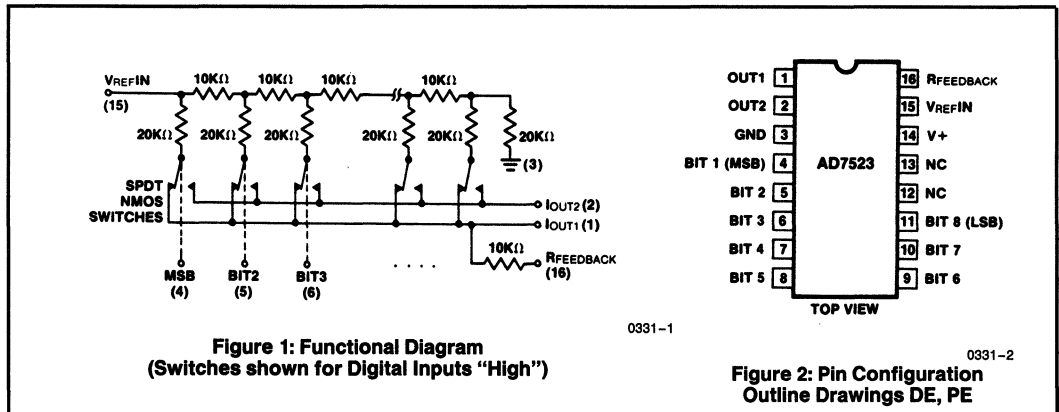 VREFIN
(15)
10KΩ 10KΩ 10KΩ 10KΩ
20KΩ 20KΩ 20KΩ 20KΩ 20KΩ 20KΩ
(3)
SPDT
NMOS
SWITCHES
IOUT2 (2)
IOUT1 (1)
10KΩ
RFEEDBACK
(16)
MSB
(4)
BIT2
(5)
BIT3
(6)
. . . .
0331-1
Figure 1: Functional Diagram
(Switches shown for Digital Inputs “High”)
OUT1 1
OUT2 2
GND 3
BIT 1 (MSB) 4
BIT 2 5
BIT 3 6
BIT 4 7
BIT 5 8
AD7523
16 RFEEDBACK
15 VREFIN
14 V+
13 NC
12 NC
11 BIT 8 (LSB)
10 BIT 7
9 BIT 6
TOP VIEW
0331-2
Figure 2: Pin Configuration
Outline Drawings DE, PE